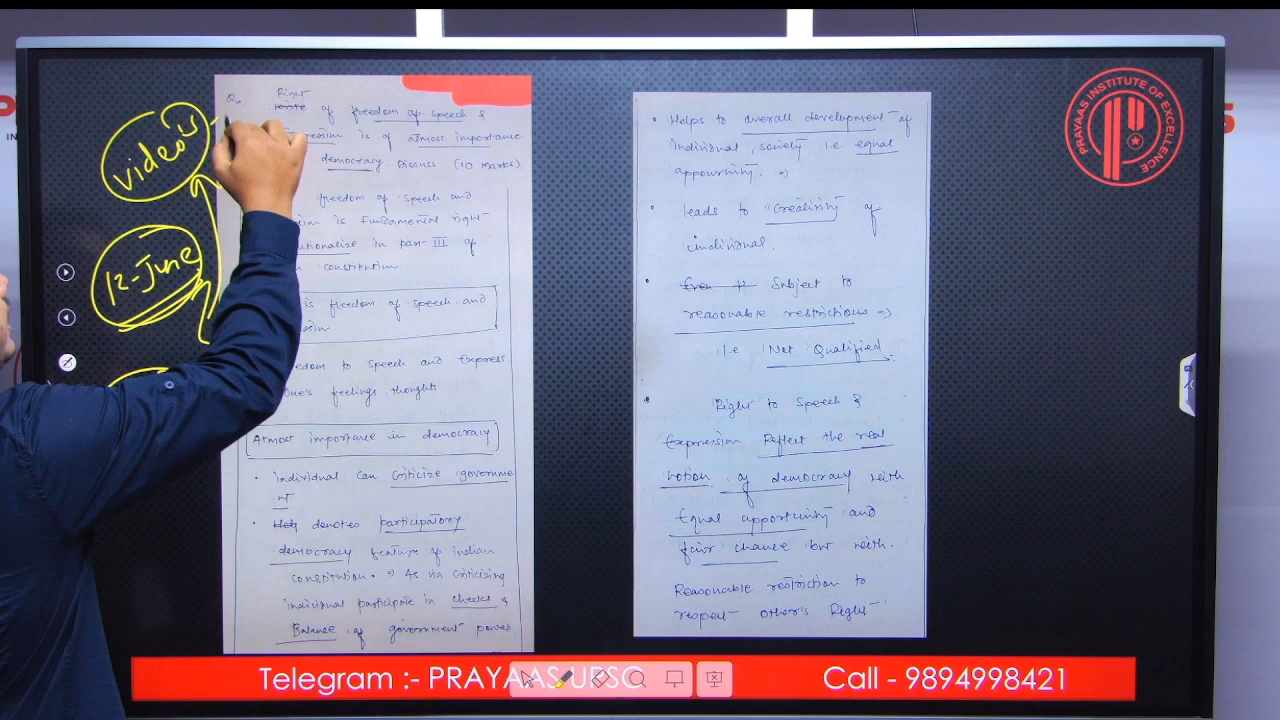 video's
12-June
Q. Right
of freedom of speech &
is of atmost importance
democracy. Discuss (10 Marks)
freedom of speech and
is Fundamental right
in part III of
constitution
is freedom of speech and
to speech and Express
one's feelings, thoughts
Atmost importance in democracy
individual can criticize governme
nt
denotes participatory
democracy feature of indian
constitution. As via criticizing
individual participate in checks &
Balance of government power
Helps to overall development of
individual, society i.e equal
leads to "creativity of
individual.
Subject to
reasonable restrictions =>
i.e Not Qualified.
Right to Speech &
Expression Reflect the real
notion of democracy with
Equal opportunity and
fair chance but with
Reasonable restriction to
respect other's Right
PRAYAAS INSTITUTE OF EXCELLENCE
Telegram :- PRAYAAS UPSC
Call - 9894998421